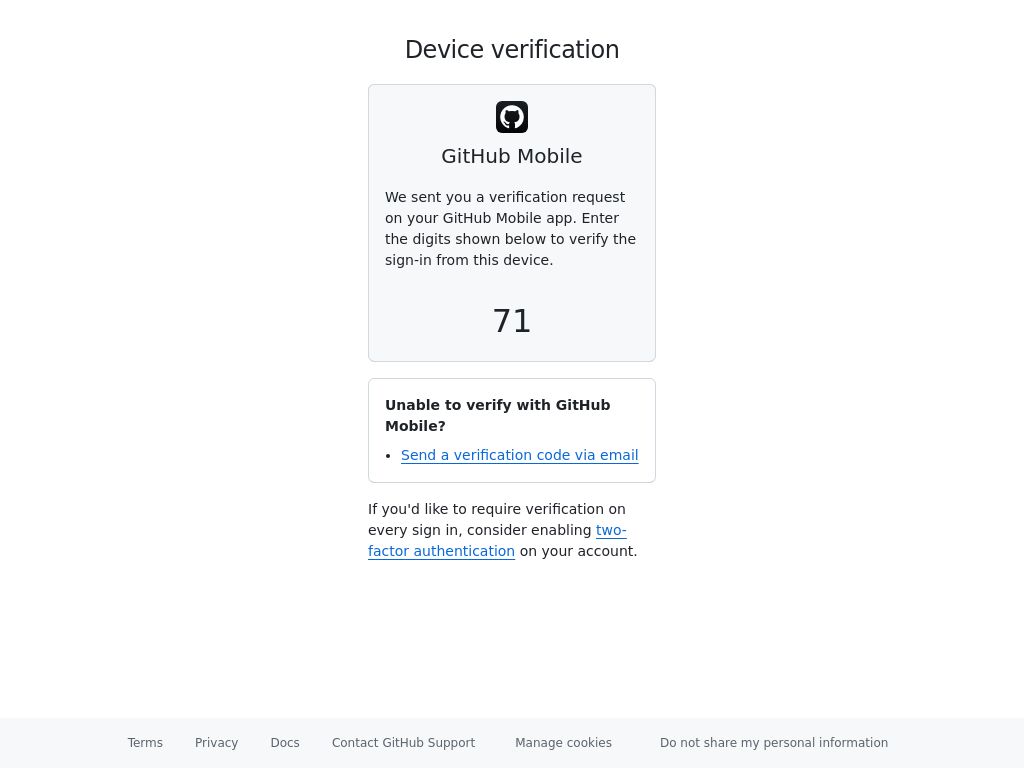 Device verification
GitHub Mobile
We sent you a verification request
on your GitHub Mobile app. Enter
the digits shown below to verify the
sign-in from this device.
71
Unable to verify with GitHub
Mobile?
• Send a verification code via email
If you'd like to require verification on
every sign in, consider enabling two-
factor authentication on your account.
Terms Privacy Docs Contact GitHub Support Manage cookies Do not share my personal information